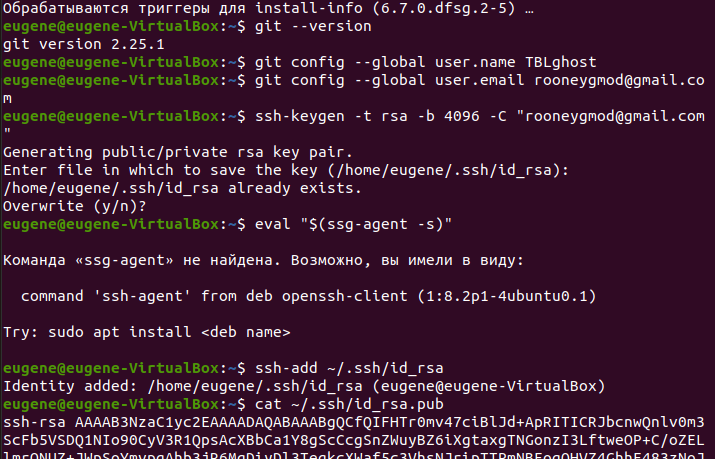 Обрабатываются триггеры для install-info (6.7.0.dfsg.2-5) …
eugene@eugene-VirtualBox:~$ git --version
git version 2.25.1
eugene@eugene-VirtualBox:~$ git config --global user.name TBLghost
eugene@eugene-VirtualBox:~$ git config --global user.email rooneygmod@gmail.co
m
eugene@eugene-VirtualBox:~$ ssh-keygen -t rsa -b 4096 -C "rooneygmod@gmail.com
"
Generating public/private rsa key pair.
Enter file in which to save the key (/home/eugene/.ssh/id_rsa):
/home/eugene/.ssh/id_rsa already exists.
Overwrite (y/n)?
eugene@eugene-VirtualBox:~$ eval "$(ssg-agent -s)"
Команда «ssg-agent» не найдена. Возможно, вы имели в виду:
command 'ssh-agent' from deb openssh-client (1:8.2p1-4ubuntu0.1)
Try: sudo apt install <deb name>
eugene@eugene-VirtualBox:~$ ssh-add ~/.ssh/id_rsa
Identity added: /home/eugene/.ssh/id_rsa (eugene@eugene-VirtualBox)
eugene@eugene-VirtualBox:~$ cat ~/.ssh/id_rsa.pub
ssh-rsa AAAAB3NzaC1yc2EAAAADAQABAAABgQCfQIFHTr0mv47ciBlJd+ApRITICRJbcnwQnlv0m3
ScFb5VSDQ1NIo90CyV3R1QpsAcXBbCa1Y8gScCcgSnZWuyBZ6iXgtaxgTNGonzI3LftweOP+C/oZEL